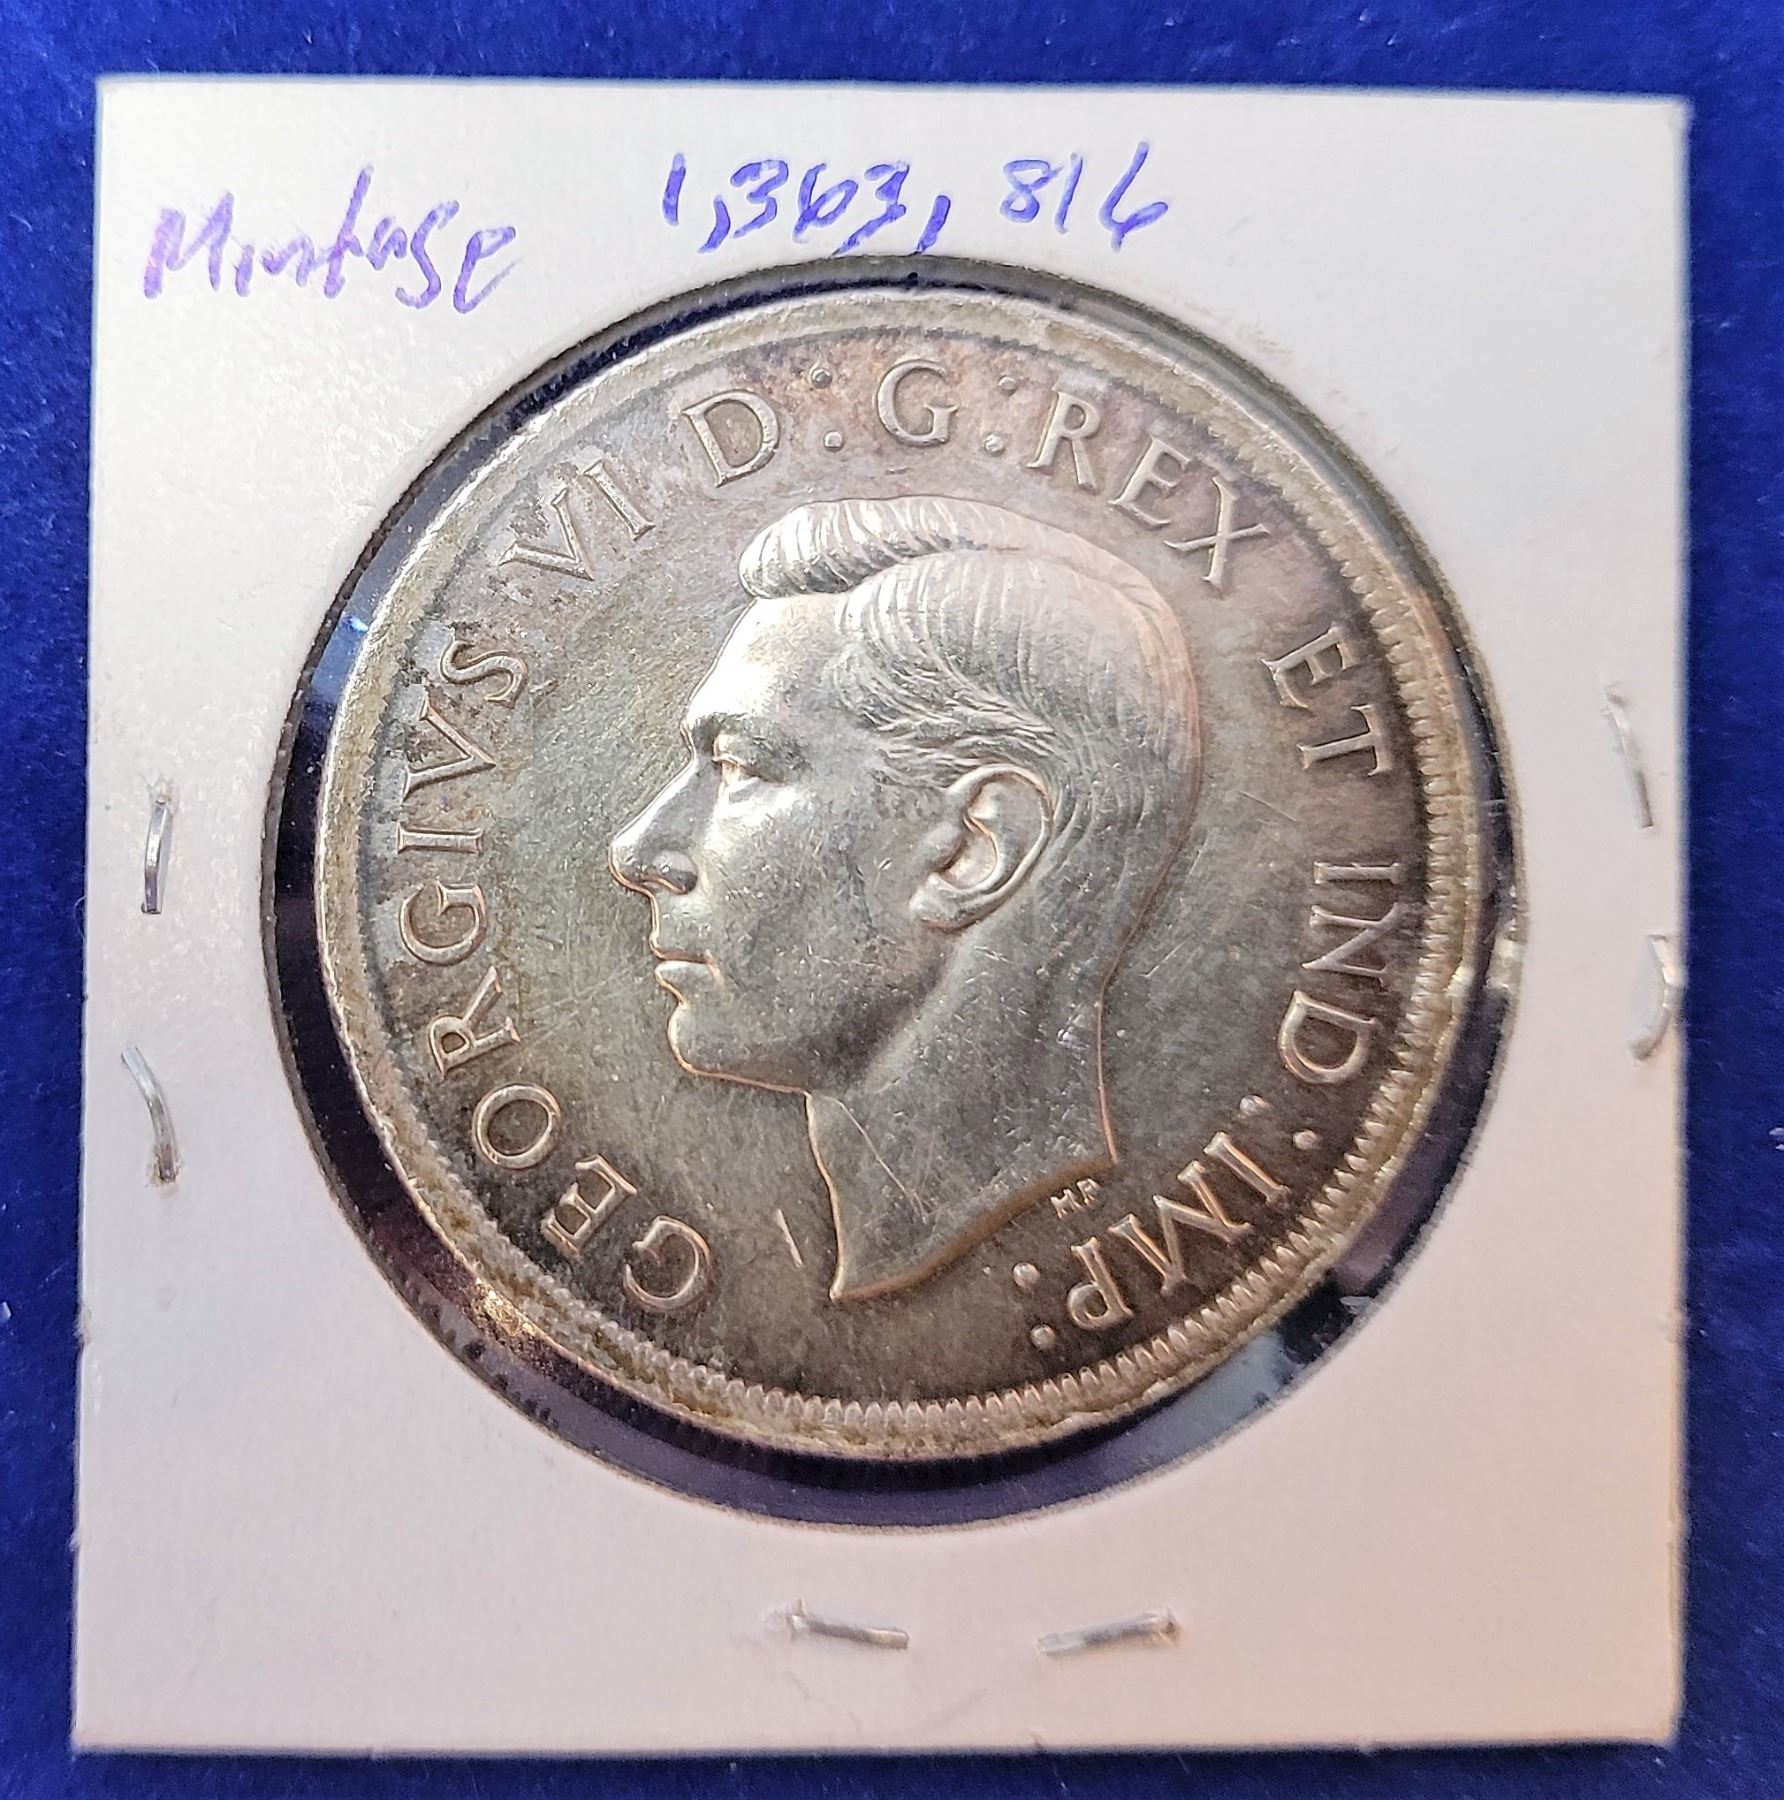 Mintage 1,363,816
GEORGIVS VI D:G:REX ET IND:IMP:
HP